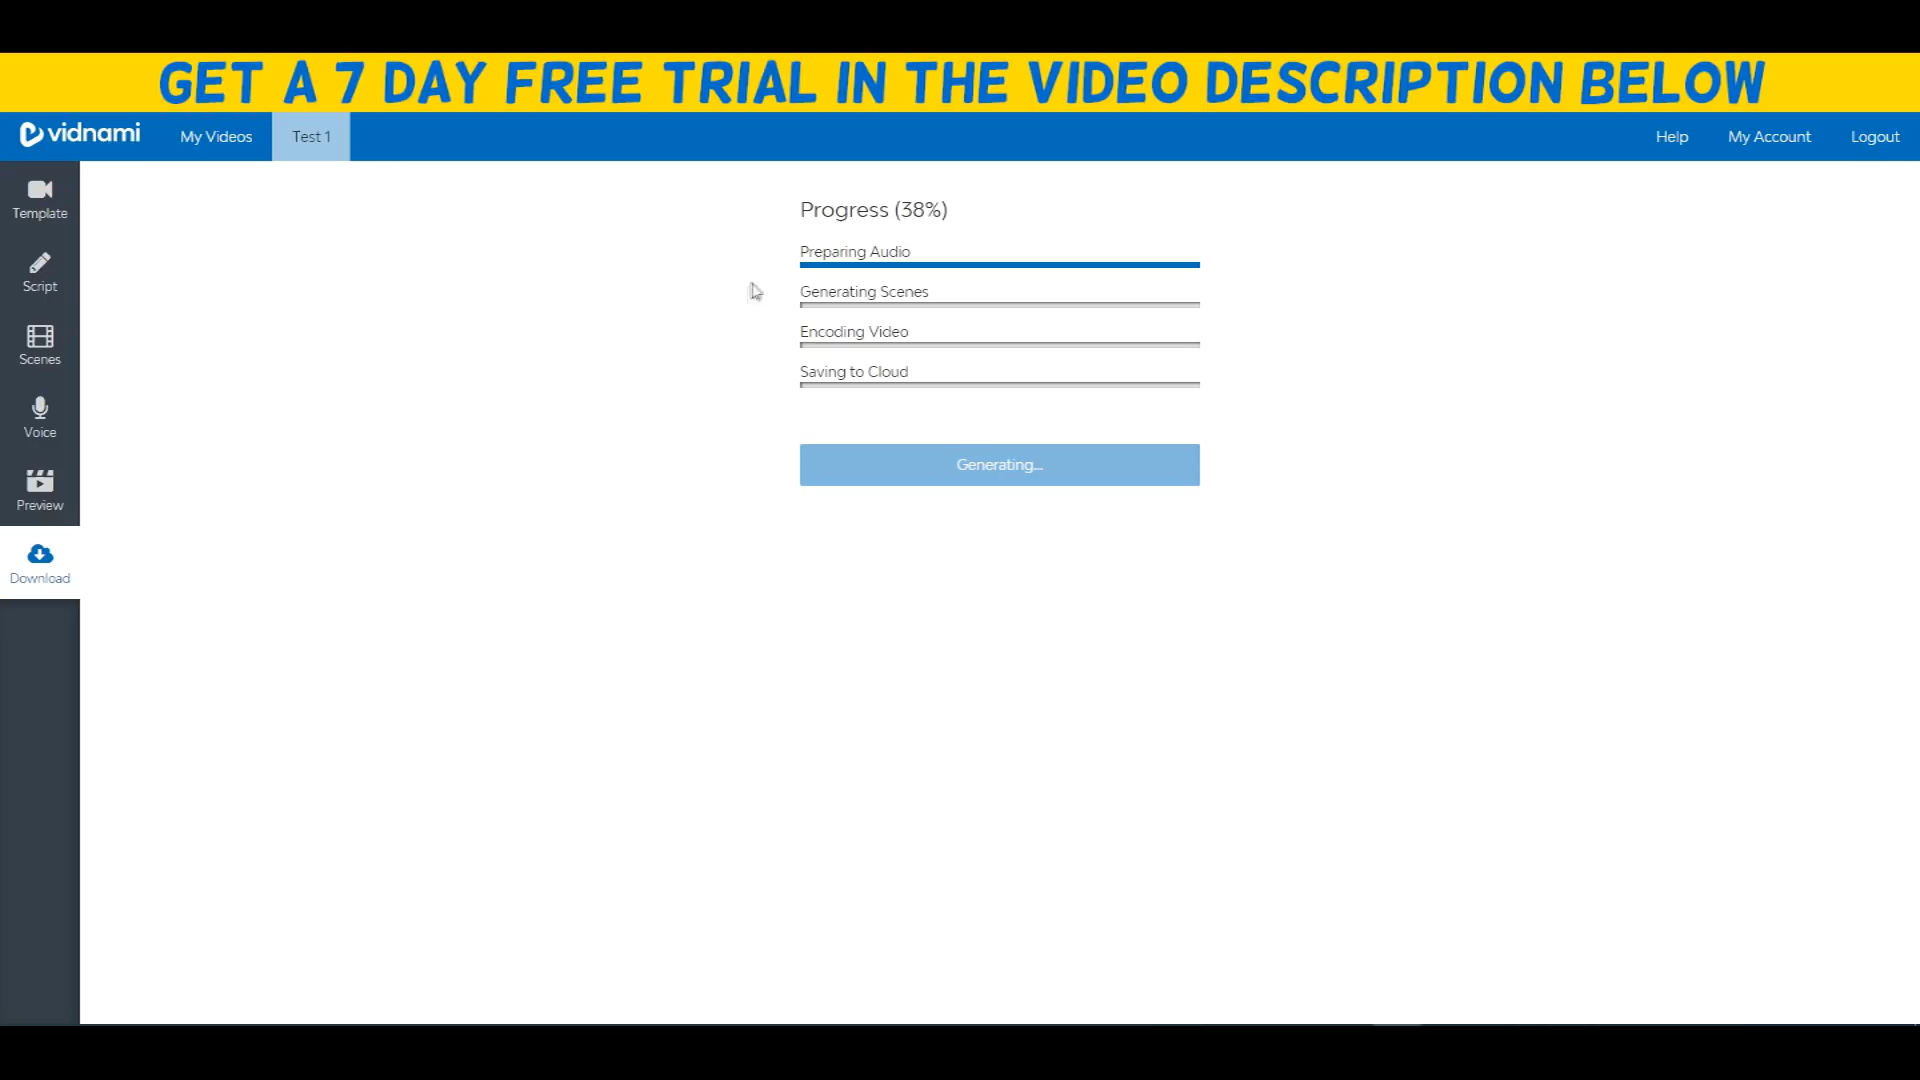 GET A 7 DAY FREE TRIAL IN THE VIDEO DESCRIPTION BELOW
vidnami My Videos Test 1 Help My Account Logout
Template
Script
Scenes
Voice
Preview
Download
Progress (38%)
Preparing Audio
Generating Scenes
Encoding Video
Saving to Cloud
Generating...